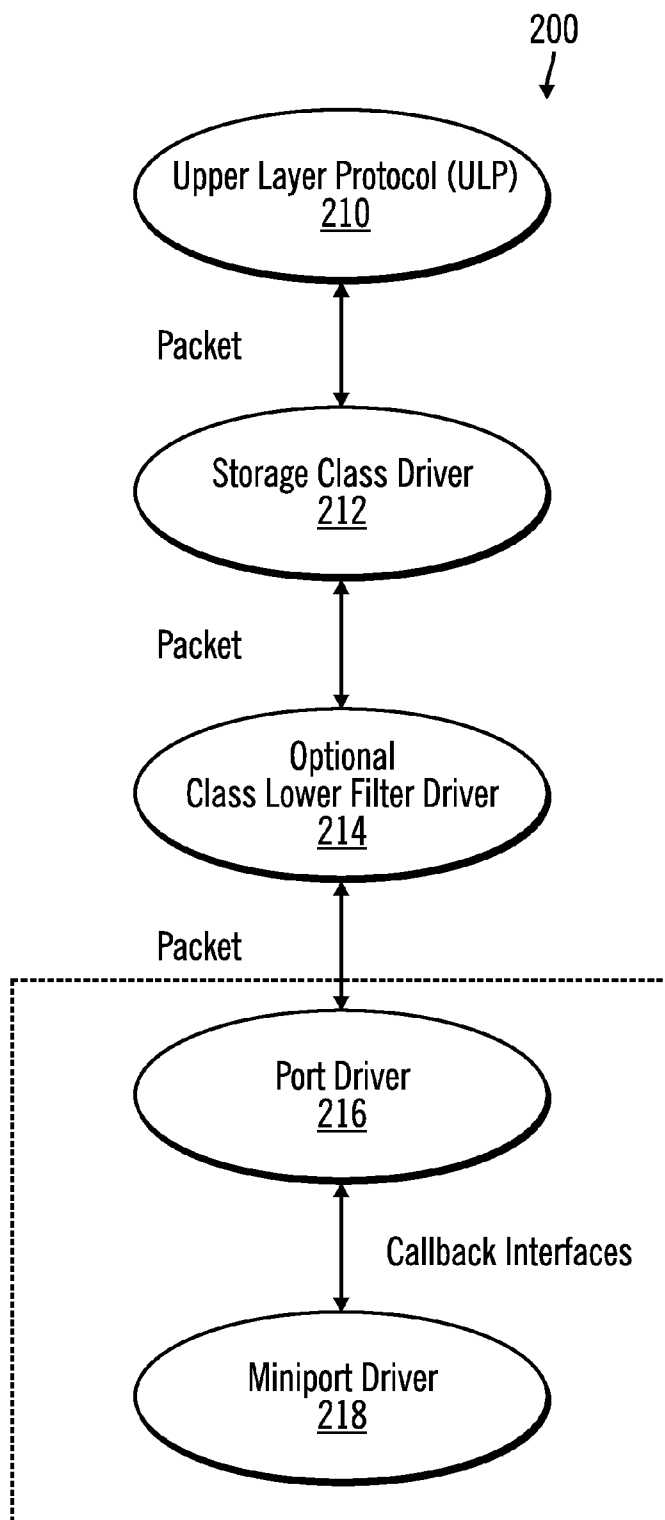 200
Upper Layer Protocol (ULP)
210
Packet
Storage Class Driver
212
Packet
Optional
Class Lower Filter Driver
214
Packet
Port Driver
216
Callback Interfaces
Miniport Driver
218